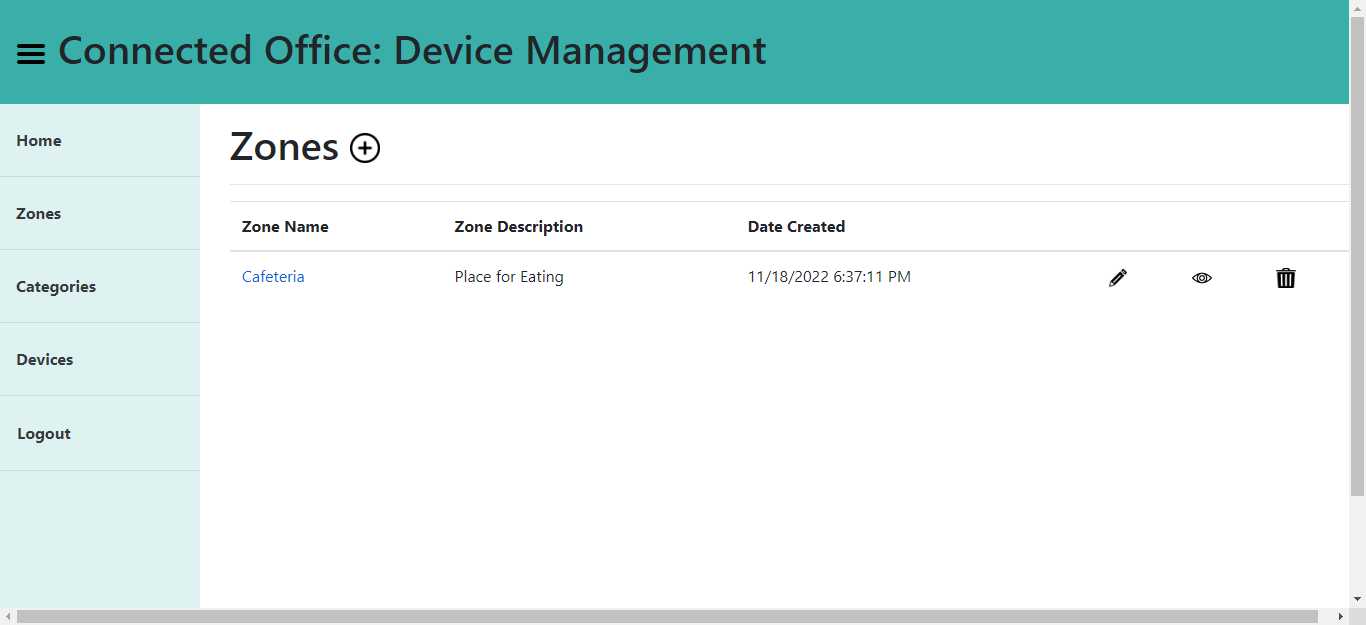 Connected Office: Device Management
Home
Zones
Categories
Devices
Logout
Zones
Zone Name Zone Description Date Created
Cafeteria Place for Eating 11/18/2022 6:37:11 PM